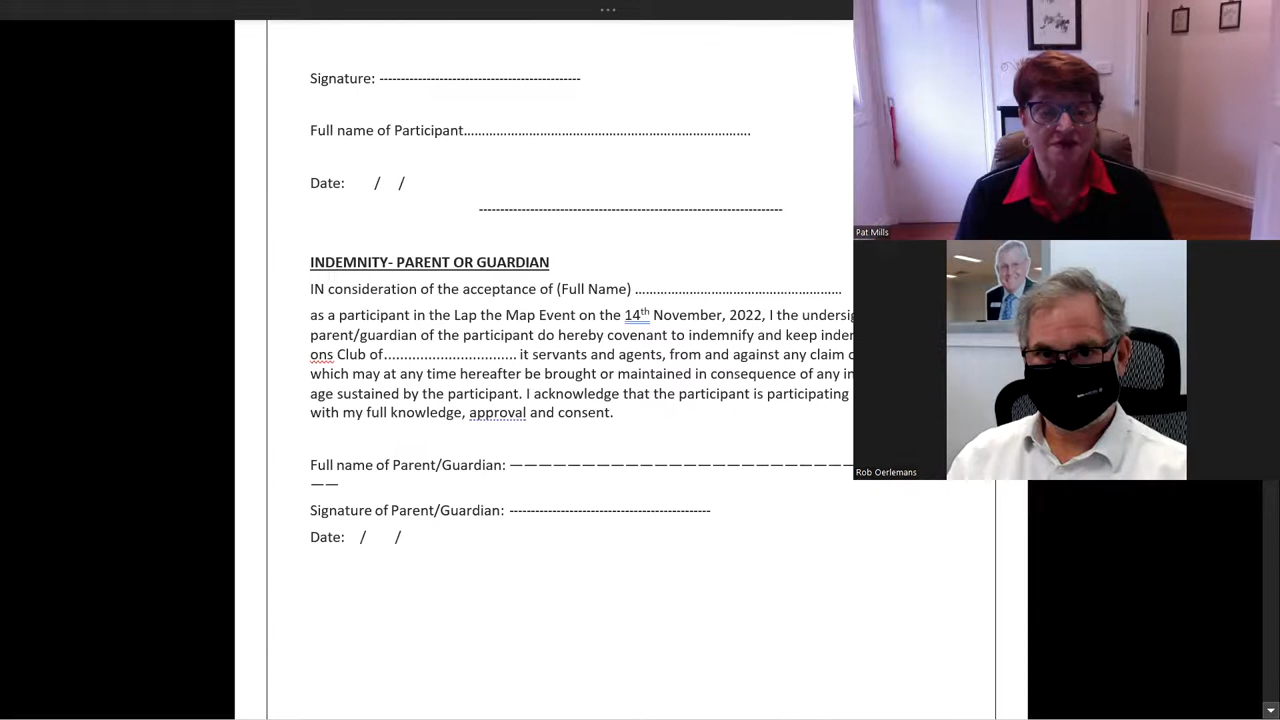 Signature: -----------------------------------------------
Full name of Participant……………………………………………………………………….
Date: / /
-----------------------------------------------------------------------
INDEMNITY- PARENT OR GUARDIAN
IN consideration of the acceptance of (Full Name) …………………………………………………
as a participant in the Lap the Map Event on the 14th November, 2022, I the
parent/guardian of the participant do hereby covenant to indemnify and keep
ons Club of............................... it servants and agents, from and against any claim
which may at any time hereafter be brought or maintained in consequence of any
age sustained by the participant. I acknowledge that the participant is participating
with my full knowledge, approval and consent.
Full name of Parent/Guardian: ————————————————————————
——
Signature of Parent/Guardian: -----------------------------------------------
Date: / /
Pat Mills
Rob Oerlemans